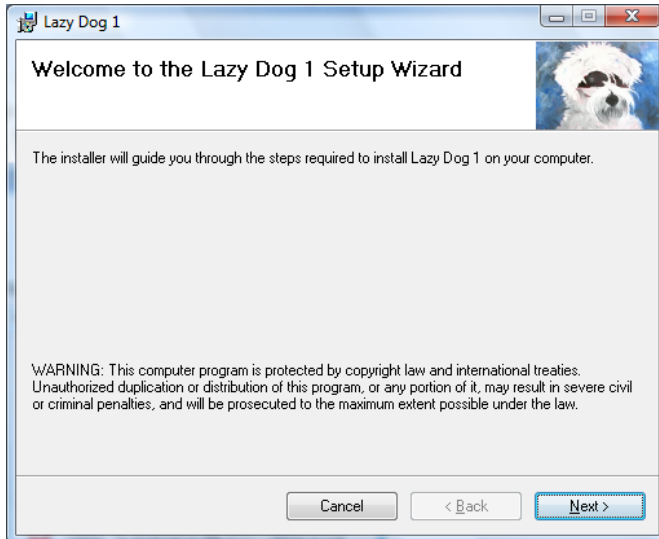 Lazy Dog 1
Welcome to the Lazy Dog 1 Setup Wizard
The installer will guide you through the steps required to install Lazy Dog 1 on your computer.
WARNING: This computer program is protected by copyright law and international treaties.
Unauthorized duplication or distribution of this program, or any portion of it, may result in severe civil
or criminal penalties, and will be prosecuted to the maximum extent possible under the law.
Cancel
< Back
Next >